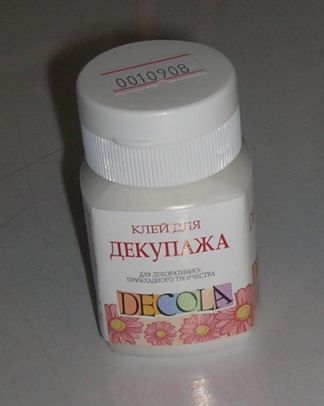 0010908
КЛЕЙ ДЛЯ
ДЕКУПАЖА
ДЛЯ ДЕКОРАТИВНО-
ПРИКЛАДНОГО ТВОРЧЕСТВА
DECOLA